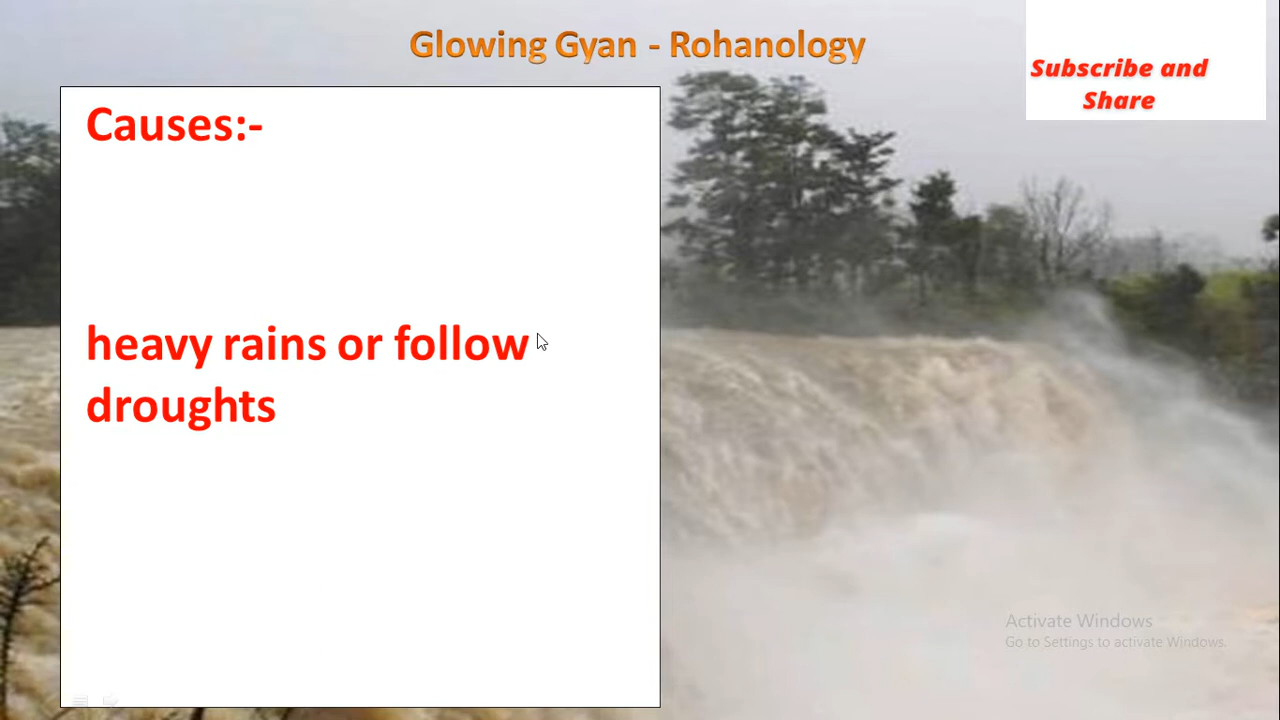 Glowing Gyan - Rohanology
Subscribe and
Share
Causes:-
heavy rains or follow
droughts
Activate Windows
Go to Settings to activate Windows.